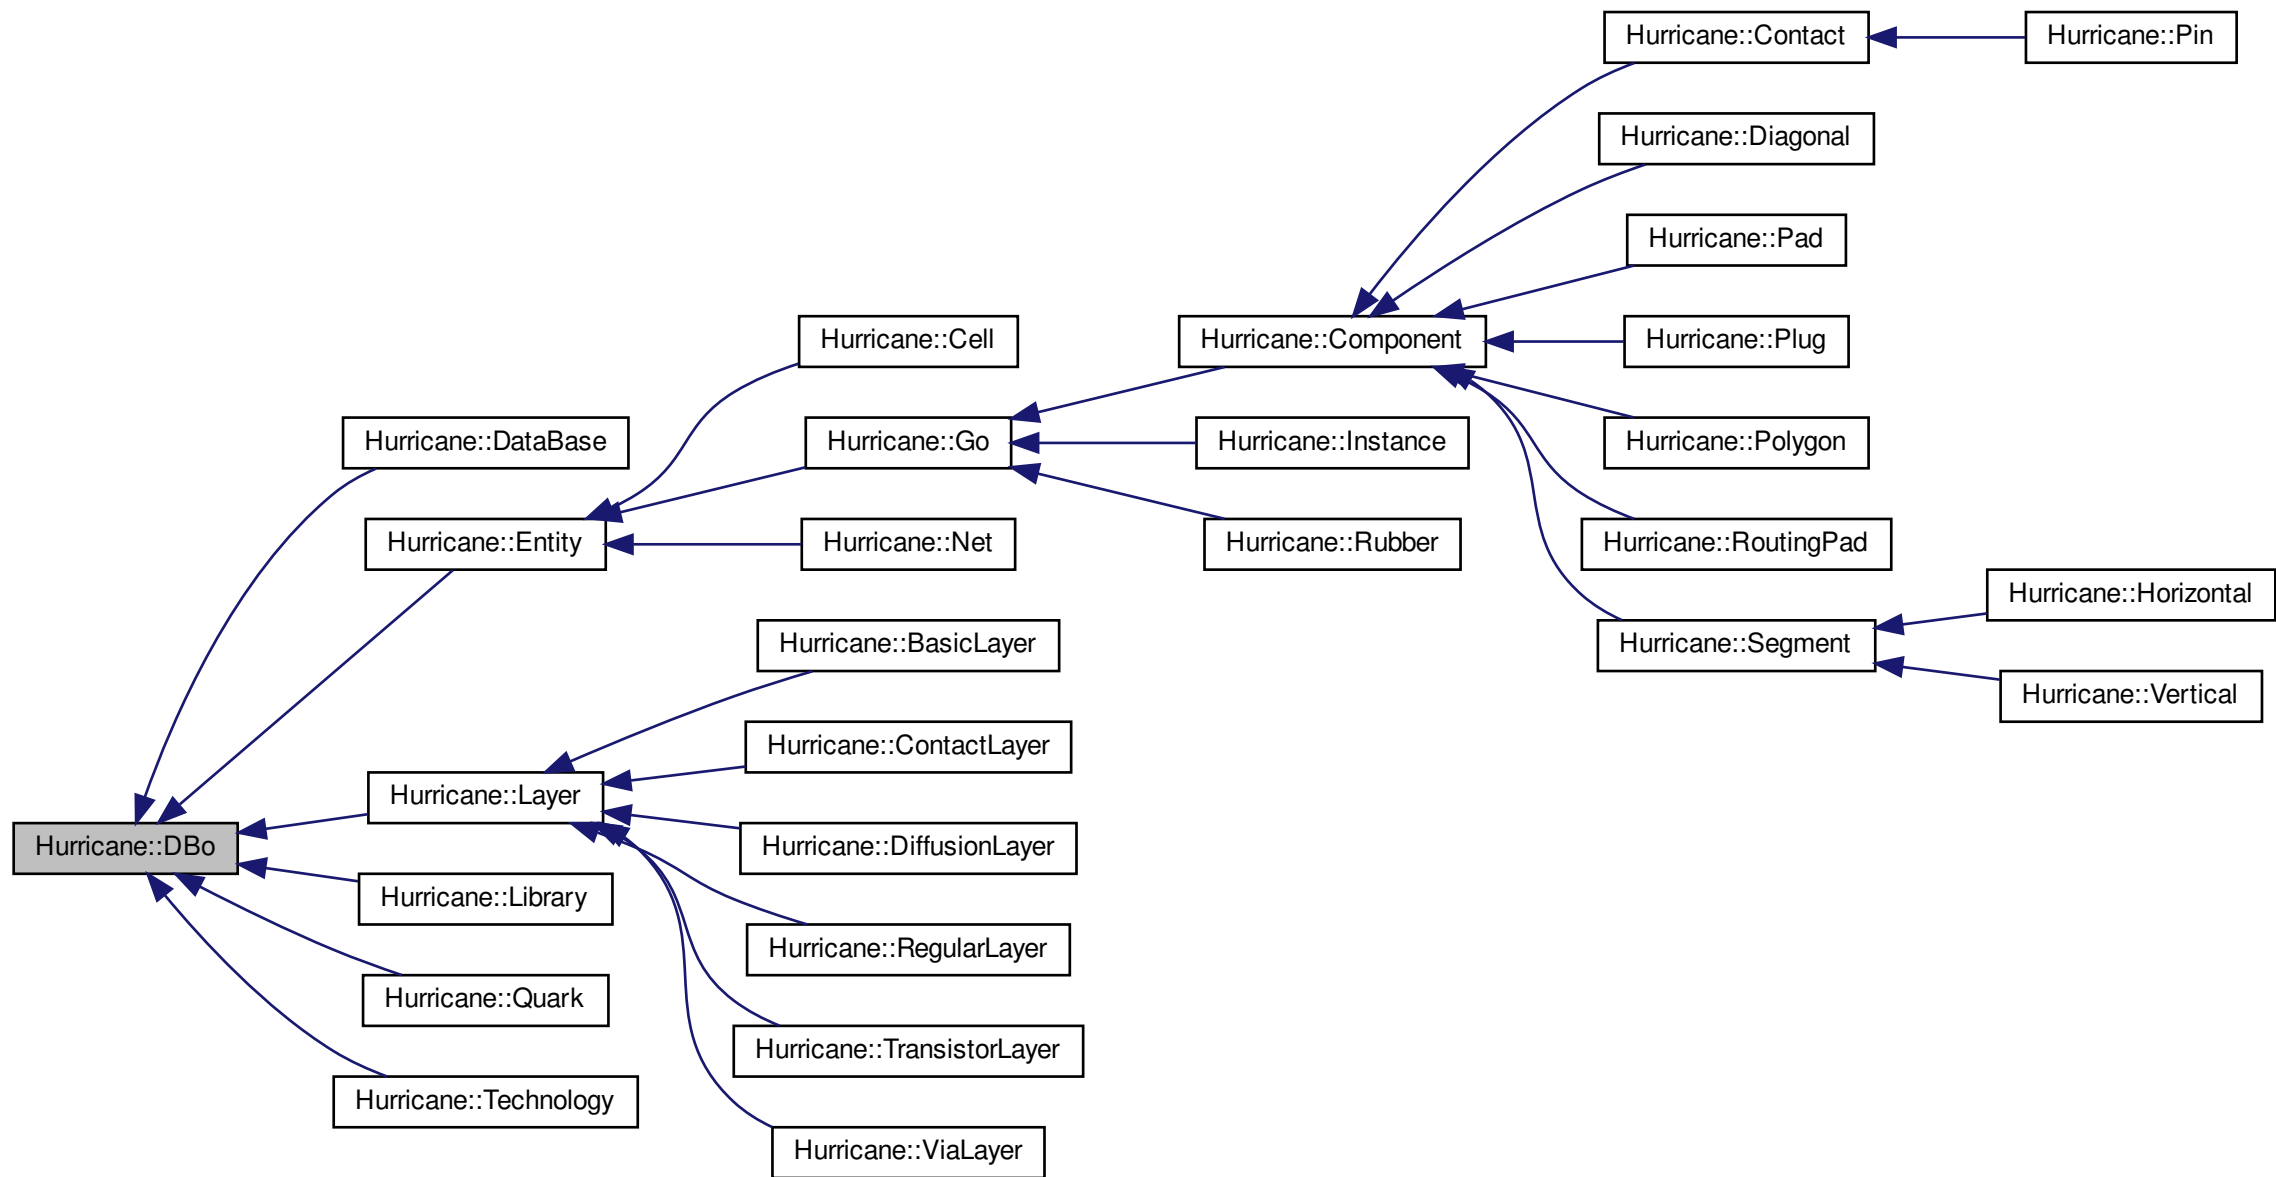 Hurricane::Contact
Hurricane::Pin
Hurricane::Diagonal
Hurricane::Pad
Hurricane::Cell
Hurricane::Component
Hurricane::Plug
Hurricane::DataBase
Hurricane::Go
Hurricane::Instance
Hurricane::Polygon
Hurricane::Entity
Hurricane::Net
Hurricane::Rubber
Hurricane::RoutingPad
Hurricane::Horizontal
Hurricane::BasicLayer
Hurricane::Segment
Hurricane::Vertical
Hurricane::ContactLayer
Hurricane::Layer
Hurricane::DBo
Hurricane::DiffusionLayer
Hurricane::Library
Hurricane::RegularLayer
Hurricane::Quark
Hurricane::TransistorLayer
Hurricane::Technology
Hurricane::ViaLayer